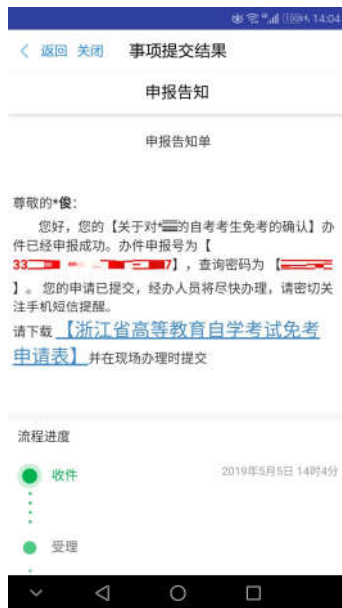 14:04
返回 关闭 事项提交结果
申报告知
申报告知单
尊敬的*俊：
您好，您的【关于对*的自考考生免考的确认】办
件已经申报成功。办件申报号为【
33 7】，查询密码为【
】。您的申请已提交，经办人员将尽快办理，请密切关
注手机短信提醒。
请下载【浙江省高等教育自学考试免考
申请表】并在现场办理时提交
流程进度
收件 2019年5月5日 14时4分
受理